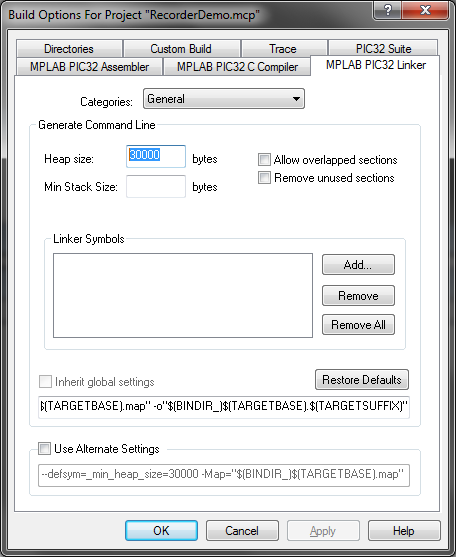 Build Options For Project "RecorderDemo.mcp"
Directories
Custom Build
Trace
PIC32 Suite
MPLAB PIC32 Assembler
MPLAB PIC32 C Compiler
MPLAB PIC32 Linker
Categories:
General
Generate Command Line
Heap size:
30000
bytes
Allow overlapped sections
Remove unused sections
Min Stack Size:
bytes
Linker Symbols
Add...
Remove
Remove All
Inherit global settings
Restore Defaults
$(TARGETBASE).map" -o"$(BINDIR_)$(TARGETBASE).$(TARGETSUFFIX)"
Use Alternate Settings
--defsym=_min_heap_size=30000 -Map="$(BINDIR_)$(TARGETBASE).map"
OK
Cancel
Apply
Help